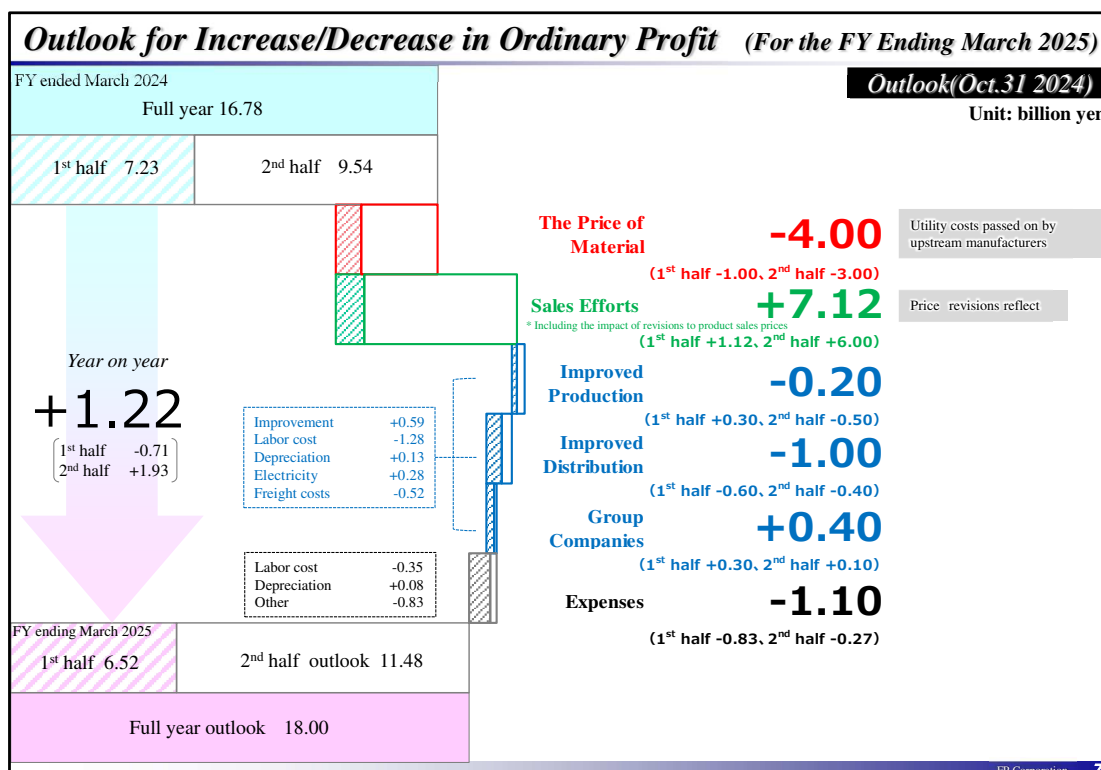 Outlook for Increase/Decrease in Ordinary Profit (For the FY Ending March 2025)
FY ended March 2024
Outlook(Oct.31 2024)
Full year 16.78
Unit: billion yen
1st half 7.23
2nd half 9.54
The Price of
Material
-4.00
Utility costs passed on by
upstream manufacturers
(1st half -1.00、2nd half -3.00)
Sales Efforts
+7.12
Price revisions reflect
* Including the impact of revisions to product sales prices
(1st half +1.12、2nd half +6.00)
Year on year
+1.22
1st half -0.71
2nd half +1.93
Improved
Production
-0.20
(1st half +0.30、2nd half -0.50)
Improvement +0.59
Labor cost -1.28
Depreciation +0.13
Electricity +0.28
Freight costs -0.52
Improved
Distribution
-1.00
(1st half -0.60、2nd half -0.40)
Group
Companies
+0.40
(1st half +0.30、2nd half +0.10)
Labor cost -0.35
Depreciation +0.08
Other -0.83
Expenses
-1.10
(1st half -0.83、2nd half -0.27)
FY ending March 2025
1st half 6.52
2nd half outlook 11.48
Full year outlook 18.00